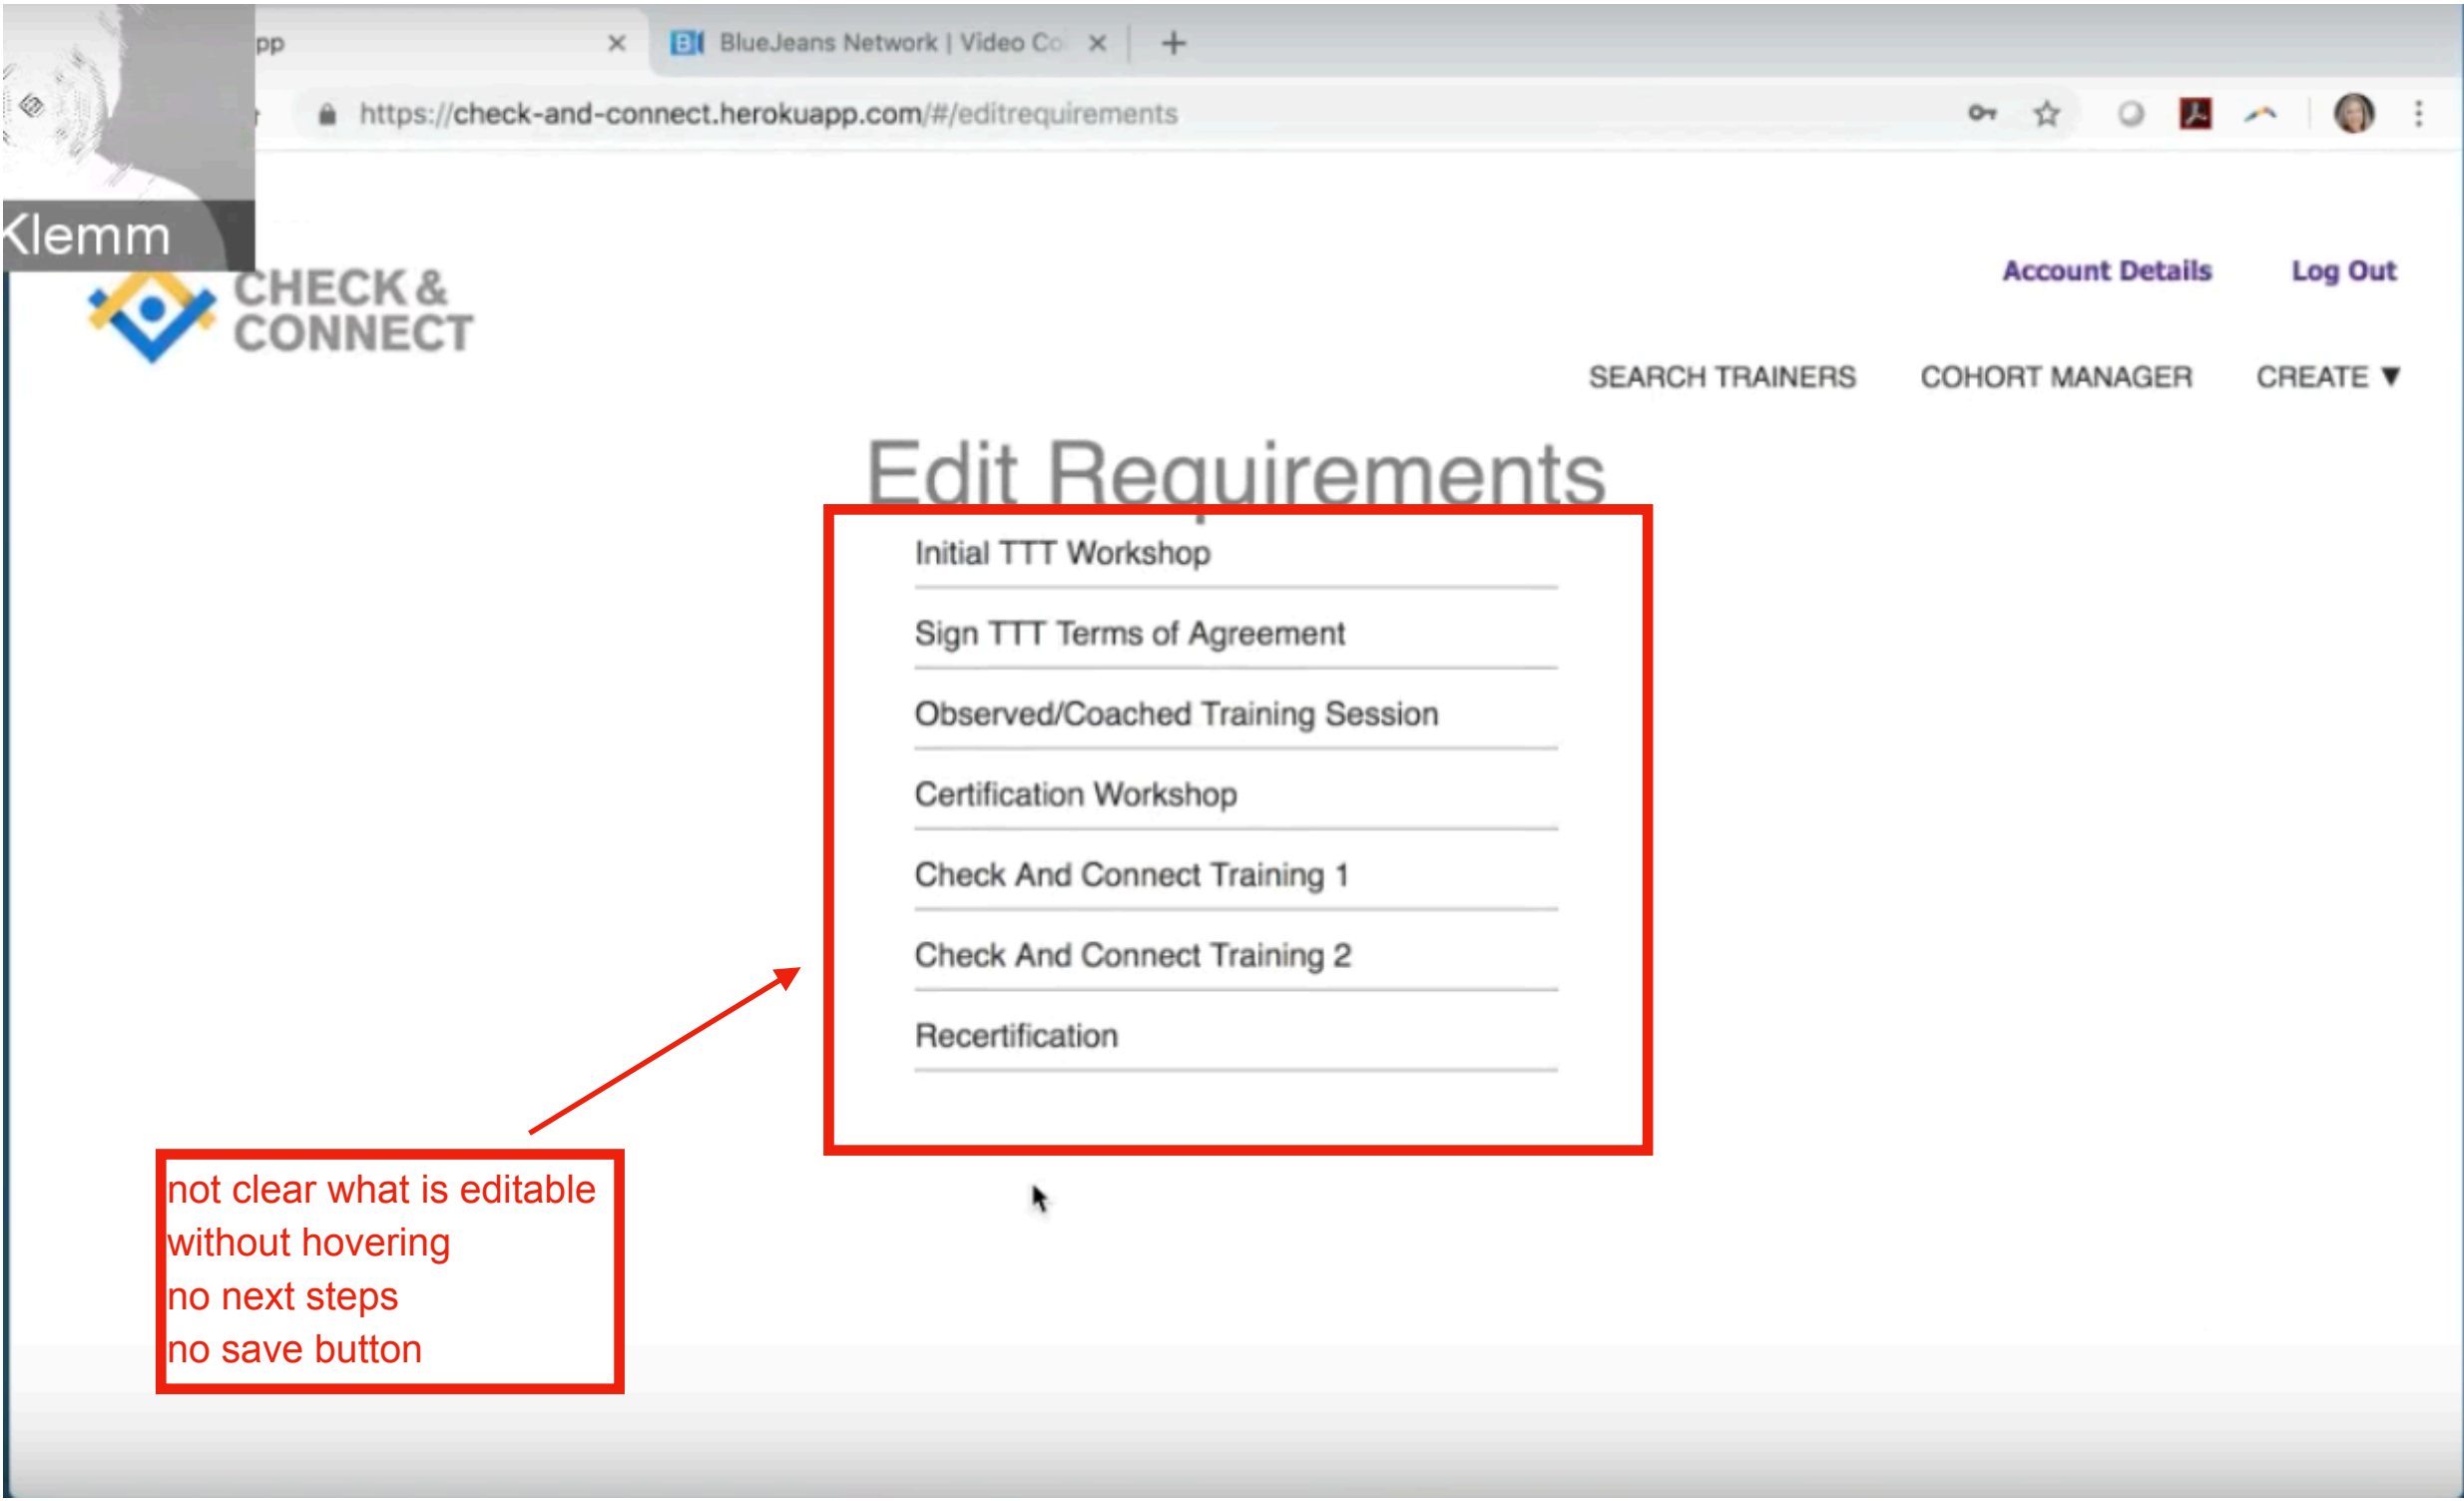 pp
BlueJeans Network | Video Co
https://check-and-connect.herokuapp.com/#/editrequirements
Klemm
CHECK &
CONNECT
Account Details Log Out
SEARCH TRAINERS COHORT MANAGER CREATE ▼
Edit Requirements
Initial TTT Workshop
Sign TTT Terms of Agreement
Observed/Coached Training Session
Certification Workshop
Check And Connect Training 1
Check And Connect Training 2
Recertification
not clear what is editable
without hovering
no next steps
no save button